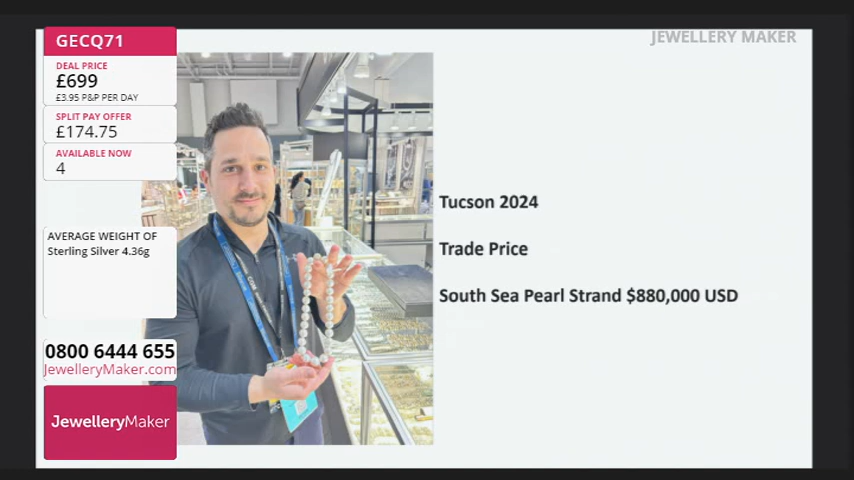 JEWELLERY MAKER
GECQ71
DEAL PRICE
£699
£3.95 P&P PER DAY
SPLIT PAY OFFER
£174.75
AVAILABLE NOW
4
AVERAGE WEIGHT OF
Sterling Silver 4.36g
0800 6444 655
JewelleryMaker.com
JewelleryMaker
Tucson 2024
Trade Price
South Sea Pearl Strand $880,000 USD